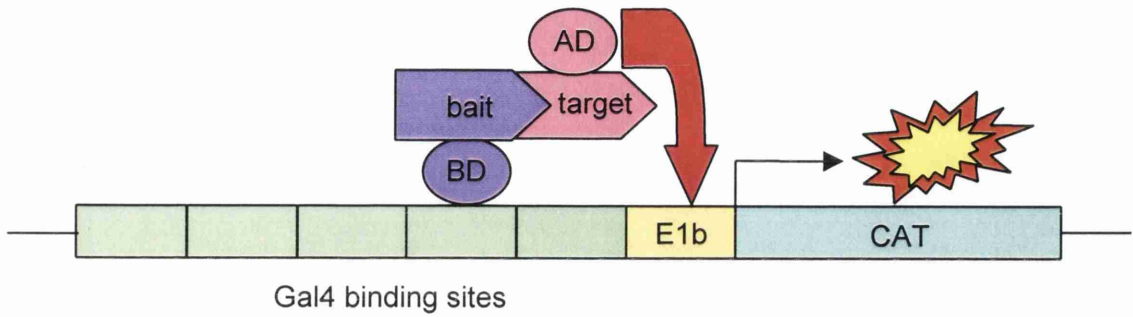 AD
bait
target
BD
E1b
CAT
Gal4 binding sites